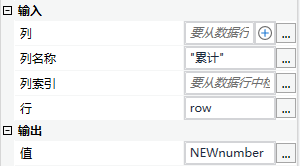 输入
列 要从数据行
列名称 "累计" ...
列索引 要从数据行中检 ...
行 row ...
输出
值 NEWnumber ...